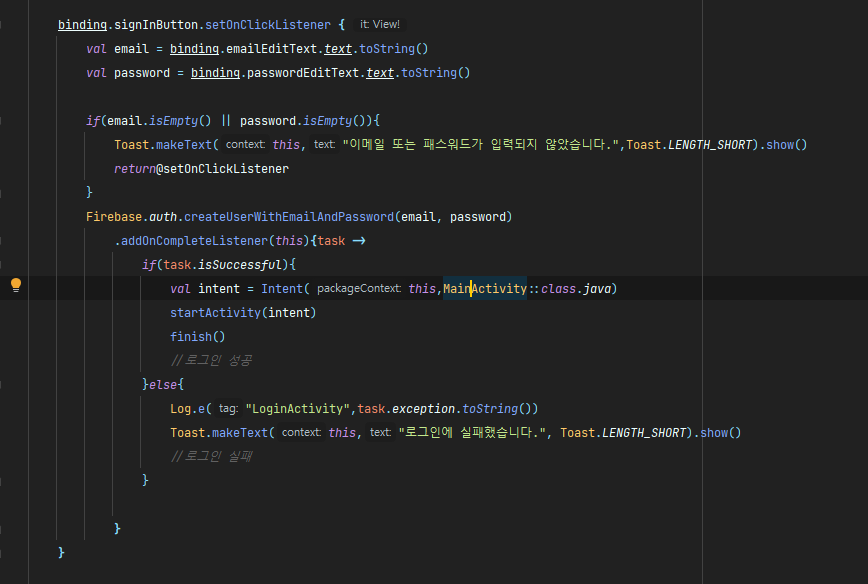 binding.signInButton.setOnClickListener { it: View!
val email = binding.emailEditText.text.toString()
val password = binding.passwordEditText.text.toString()
if(email.isEmpty() || password.isEmpty()){
Toast.makeText( context: this, text: "이메일 또는 패스워드가 입력되지 않았습니다.",Toast.LENGTH_SHORT).show()
return@setOnClickListener
}
Firebase.auth.createUserWithEmailAndPassword(email, password)
.addOnCompleteListener(this){task ->
if(task.isSuccessful){
val intent = Intent( packageContext: this,MainActivity::class.java)
startActivity(intent)
finish()
//로그인 성공
}else{
Log.e( tag: "LoginActivity",task.exception.toString())
Toast.makeText( context: this, text: "로그인에 실패했습니다.", Toast.LENGTH_SHORT).show()
//로그인 실패
}
}
}